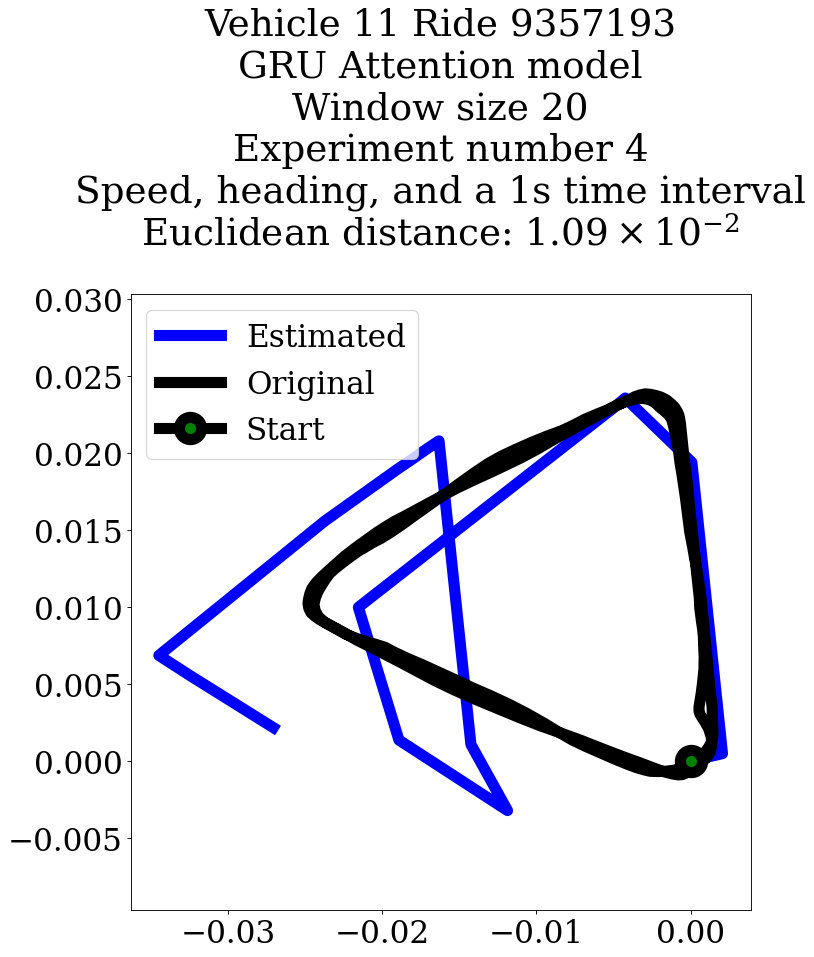 Vehicle 11 Ride 9357193
GRU Attention model
Window size 20
Experiment number 4
Speed, heading, and a 1s time interval
Euclidean distance: 1.09 × 10⁻²
0.030
Estimated
0.025
Original
Start
0.020
0.015
0.010
0.005
0.000
−0.005
−0.03 −0.02 −0.01 0.00